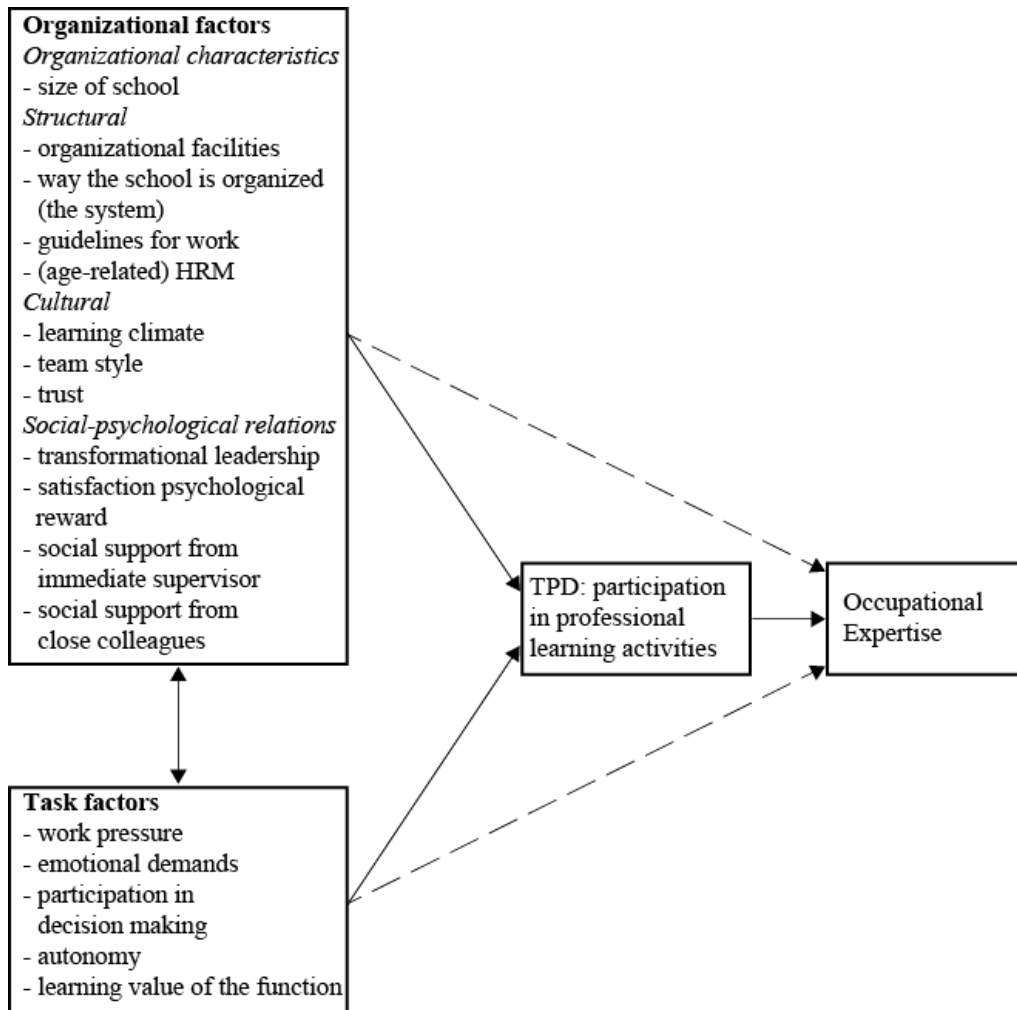 Organizational factors
Organizational characteristics
- size of school
Structural
- organizational facilities
- way the school is organized
(the system)
- guidelines for work
- (age-related) HRM
Cultural
- learning climate
- team style
- trust
Social-psychological relations
- transformational leadership
- satisfaction psychological
reward
- social support from
immediate supervisor
- social support from
close colleagues
TPD: participation
in professional
learning activities
Occupational
Expertise
Task factors
- work pressure
- emotional demands
- participation in
decision making
- autonomy
- learning value of the function